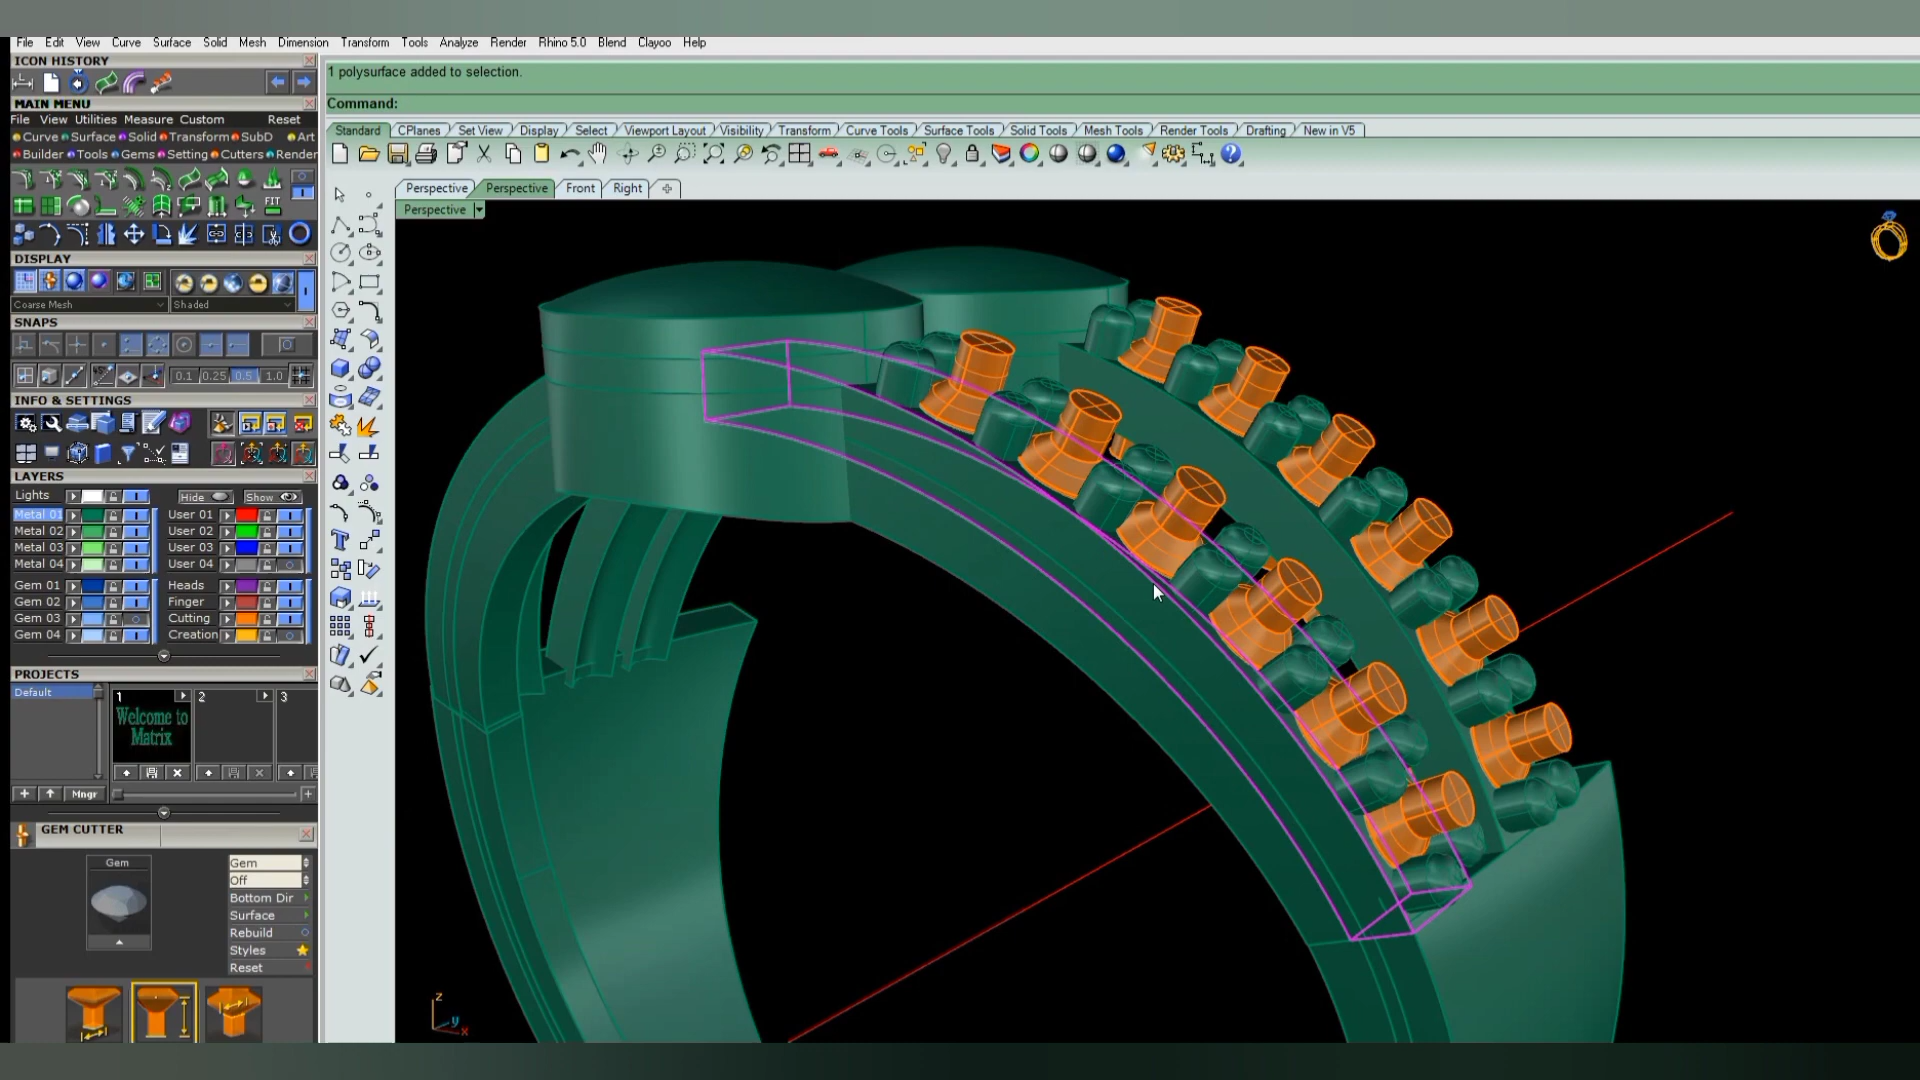 File Edit View Curve Surface Solid Mesh Dimension Transform Tools Analyze Render Rhino 5.0 Blend Clayoo Help
ICON HISTORY
1 polysurface added to selection.
Command:
MAIN MENU
File View Utilities Measure Custom Reset
Curve Surface Solid Transform SubD Art
Builder Tools Gems Setting Cutters Render
Standard CPlanes Set View Display Select Viewport Layout Visibility Transform Curve Tools Surface Tools Solid Tools Mesh Tools Render Tools Drafting New in V5
Perspective Perspective Front Right
Perspective
FIT
DISPLAY
Coarse Mesh Shaded
SNAPS
0.1 0.25 0.5 1.0
INFO & SETTINGS
LAYERS
Lights Hide Show
Metal 01 User 01
Metal 02 User 02
Metal 03 User 03
Metal 04 User 04
Gem 01 Heads
Gem 02 Finger
Gem 03 Cutting
Gem 04 Creation
PROJECTS
Default 1 2 3
Welcome to
Matrix
Mngr
GEM CUTTER
Gem Gem
Off
Bottom Dir
Surface
Rebuild
Styles
Reset
z
y
x